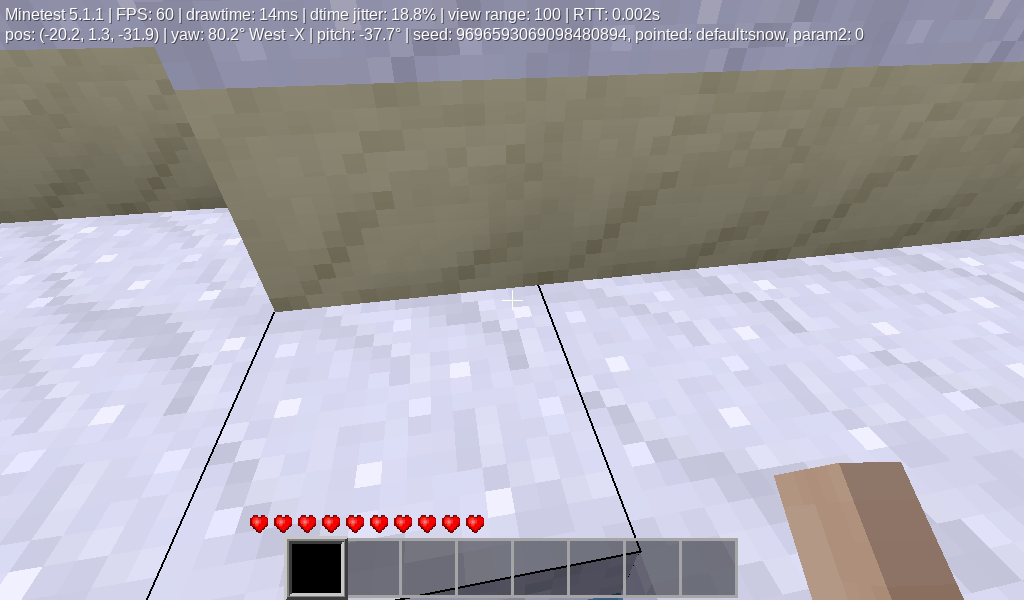 Minetest 5.1.1 | FPS: 60 | drawtime: 14ms | dtime jitter: 18.8% | view range: 100 | RTT: 0.002s
pos: (-20.2, 1.3, -31.9) | yaw: 80.2° West -X | pitch: -37.7° | seed: 9696593069098480894, pointed: default:snow, param2: 0